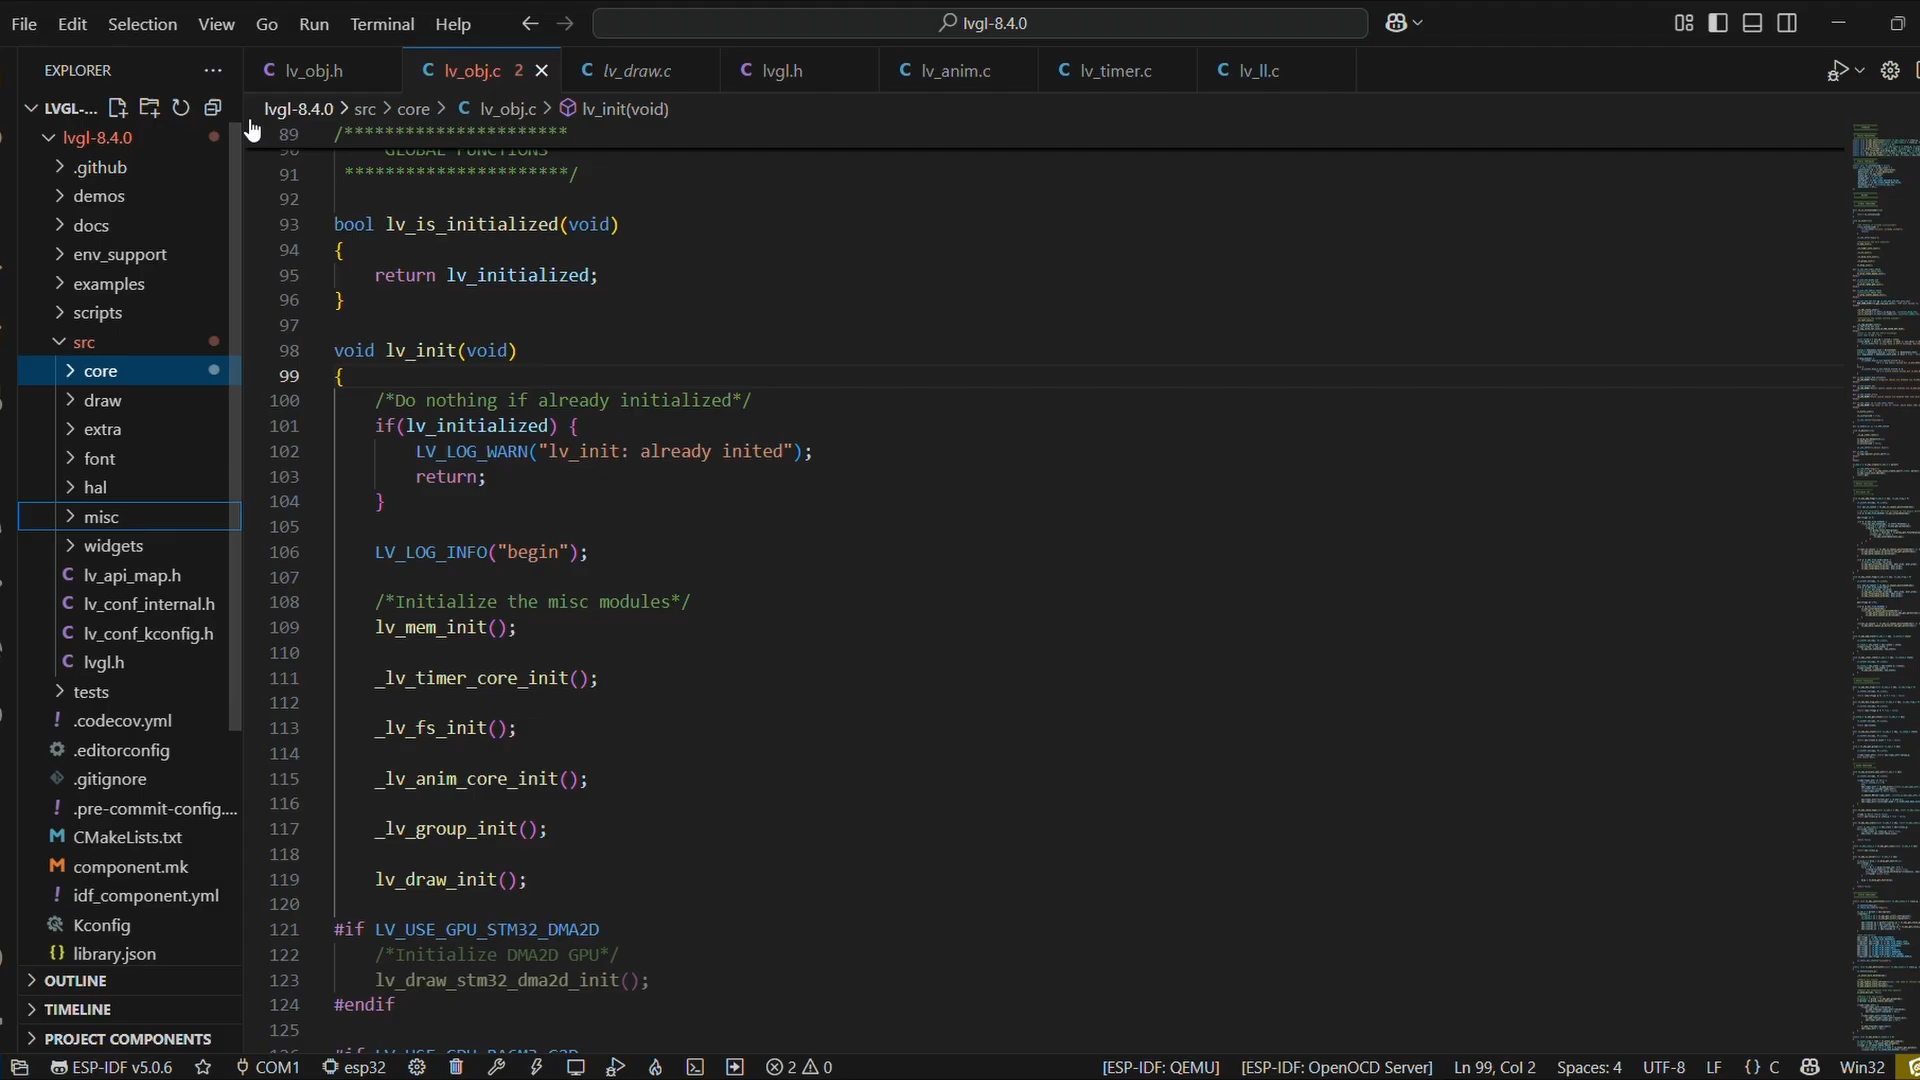 File Edit Selection View Go Run Terminal Help
lvgl-8.4.0
EXPLORER
LVGL-...
lvgl-8.4.0
.github
demos
docs
env_support
examples
scripts
src
core
draw
extra
font
hal
misc
widgets
C lv_api_map.h
C lv_conf_internal.h
C lv_conf_kconfig.h
C lvgl.h
tests
! .codecov.yml
.editorconfig
.gitignore
! .pre-commit-config....
M CMakeLists.txt
M component.mk
! idf_component.yml
Kconfig
{} library.json
OUTLINE
TIMELINE
PROJECT COMPONENTS
C lv_obj.h C lv_obj.c 2 C lv_draw.c C lvgl.h C lv_anim.c C lv_timer.c C lv_ll.c
lvgl-8.4.0 > src > core > C lv_obj.c > lv_init(void)
89 /**********************
90 GLOBAL FUNCTIONS
91 **********************/
92
93 bool lv_is_initialized(void)
94 {
95 return lv_initialized;
96 }
97
98 void lv_init(void)
99 {
100 /*Do nothing if already initialized*/
101 if(lv_initialized) {
102 LV_LOG_WARN("lv_init: already inited");
103 return;
104 }
105
106 LV_LOG_INFO("begin");
107
108 /*Initialize the misc modules*/
109 lv_mem_init();
110
111 _lv_timer_core_init();
112
113 _lv_fs_init();
114
115 _lv_anim_core_init();
116
117 _lv_group_init();
118
119 lv_draw_init();
120
121 #if LV_USE_GPU_STM32_DMA2D
122 /*Initialize DMA2D GPU*/
123 lv_draw_stm32_dma2d_init();
124 #endif
125
ESP-IDF v5.0.6 COM1 esp32 2 0 [ESP-IDF: QEMU] [ESP-IDF: OpenOCD Server] Ln 99, Col 2 Spaces: 4 UTF-8 LF {} C Win32